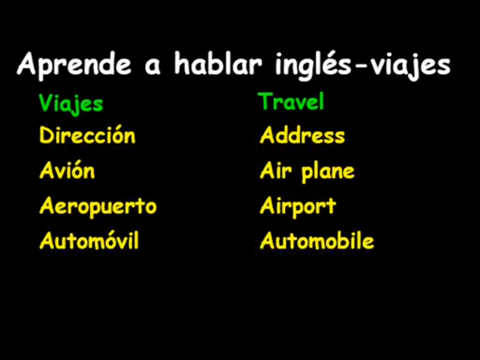 Aprende a hablar inglés-viajes
Viajes Travel
Dirección Address
Avión Air plane
Aeropuerto Airport
Automóvil Automobile